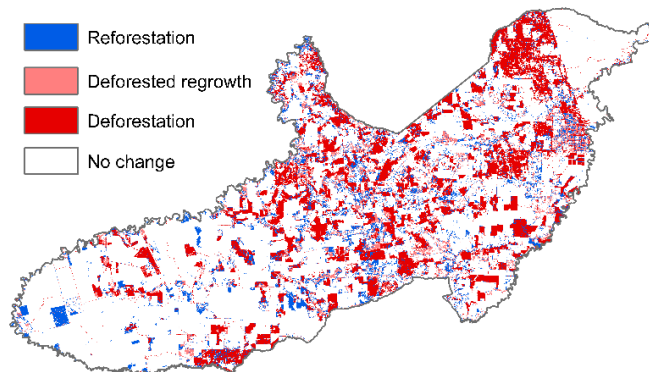 Reforestation
Deforested regrowth
Deforestation
No change